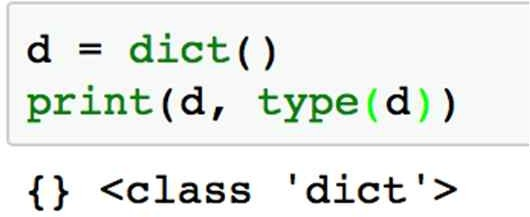 d = dict()
print(d, type(d))
{} <class 'dict'>